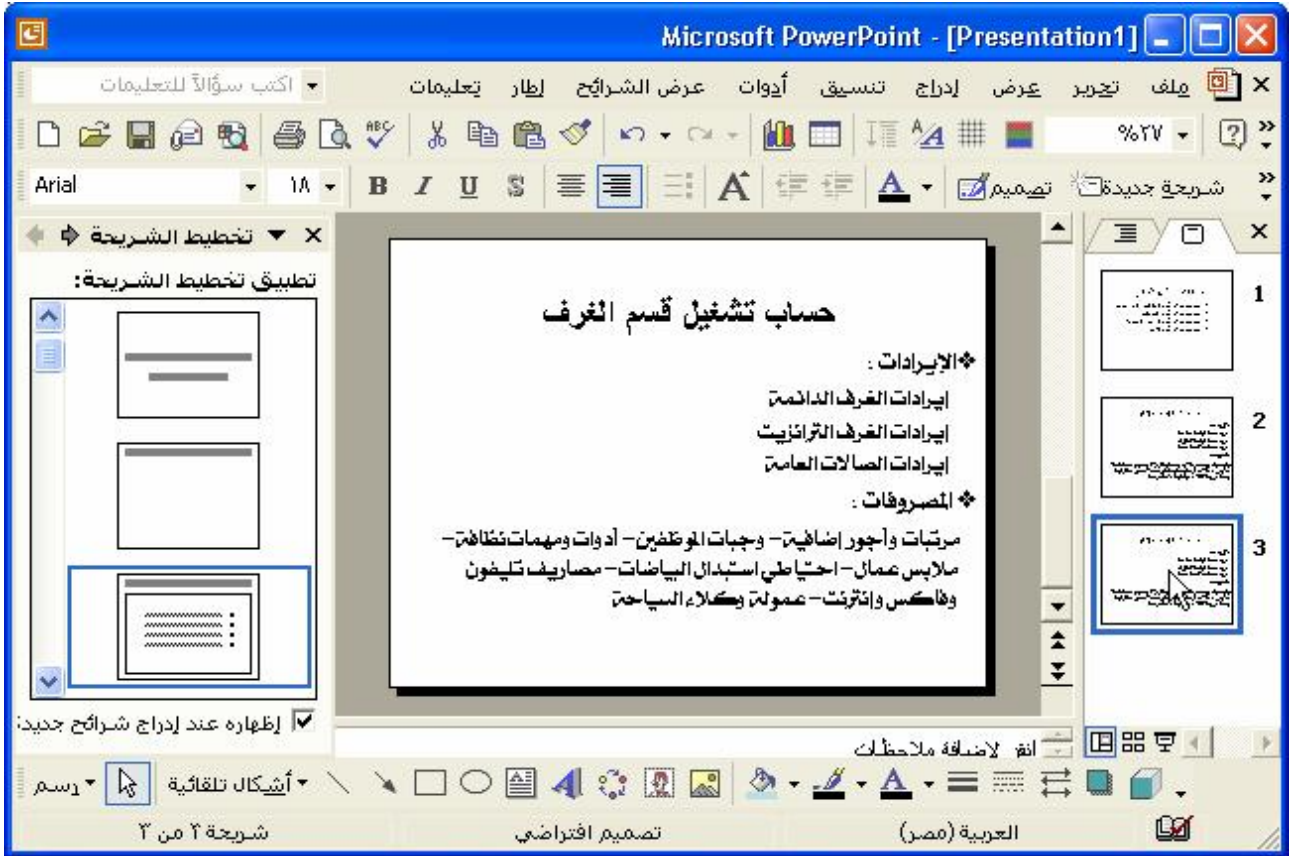 Microsoft PowerPoint - [Presentation1]
ملف تحرير عرض إدراج تنسيق أدوات عرض الشرائح إطار تعليمات اكتب سؤالاً للتعليمات
%٢٧
ABC
Arial ١٨ B I U S A A تصميم شريحة جديدة
تخطيط الشريحة
تطبيق تخطيط الشريحة:
إظهاره عند إدراج شرائح جديدة
حساب تشغيل قسم الغرف
❖الإيرادات :
إيرادات الغرف الدائمة
إيرادات الغرف الترانزيت
إيرادات الصالات العامة
❖ المصروفات :
مرتبات وأجور إضافية – وجبات الموظفين – أدوات ومهمات نظافة –
ملابس عمال – احتياطي استبدال البياضات – مصاريف تليفون
وفاكس وإنترنت – عمولة وكلاء السياحة
1
2
3
انقر لإضافة ملاحظات
رسم أشكال تلقائية
شريحة ٣ من ٣ تصميم افتراضي العربية (مصر)